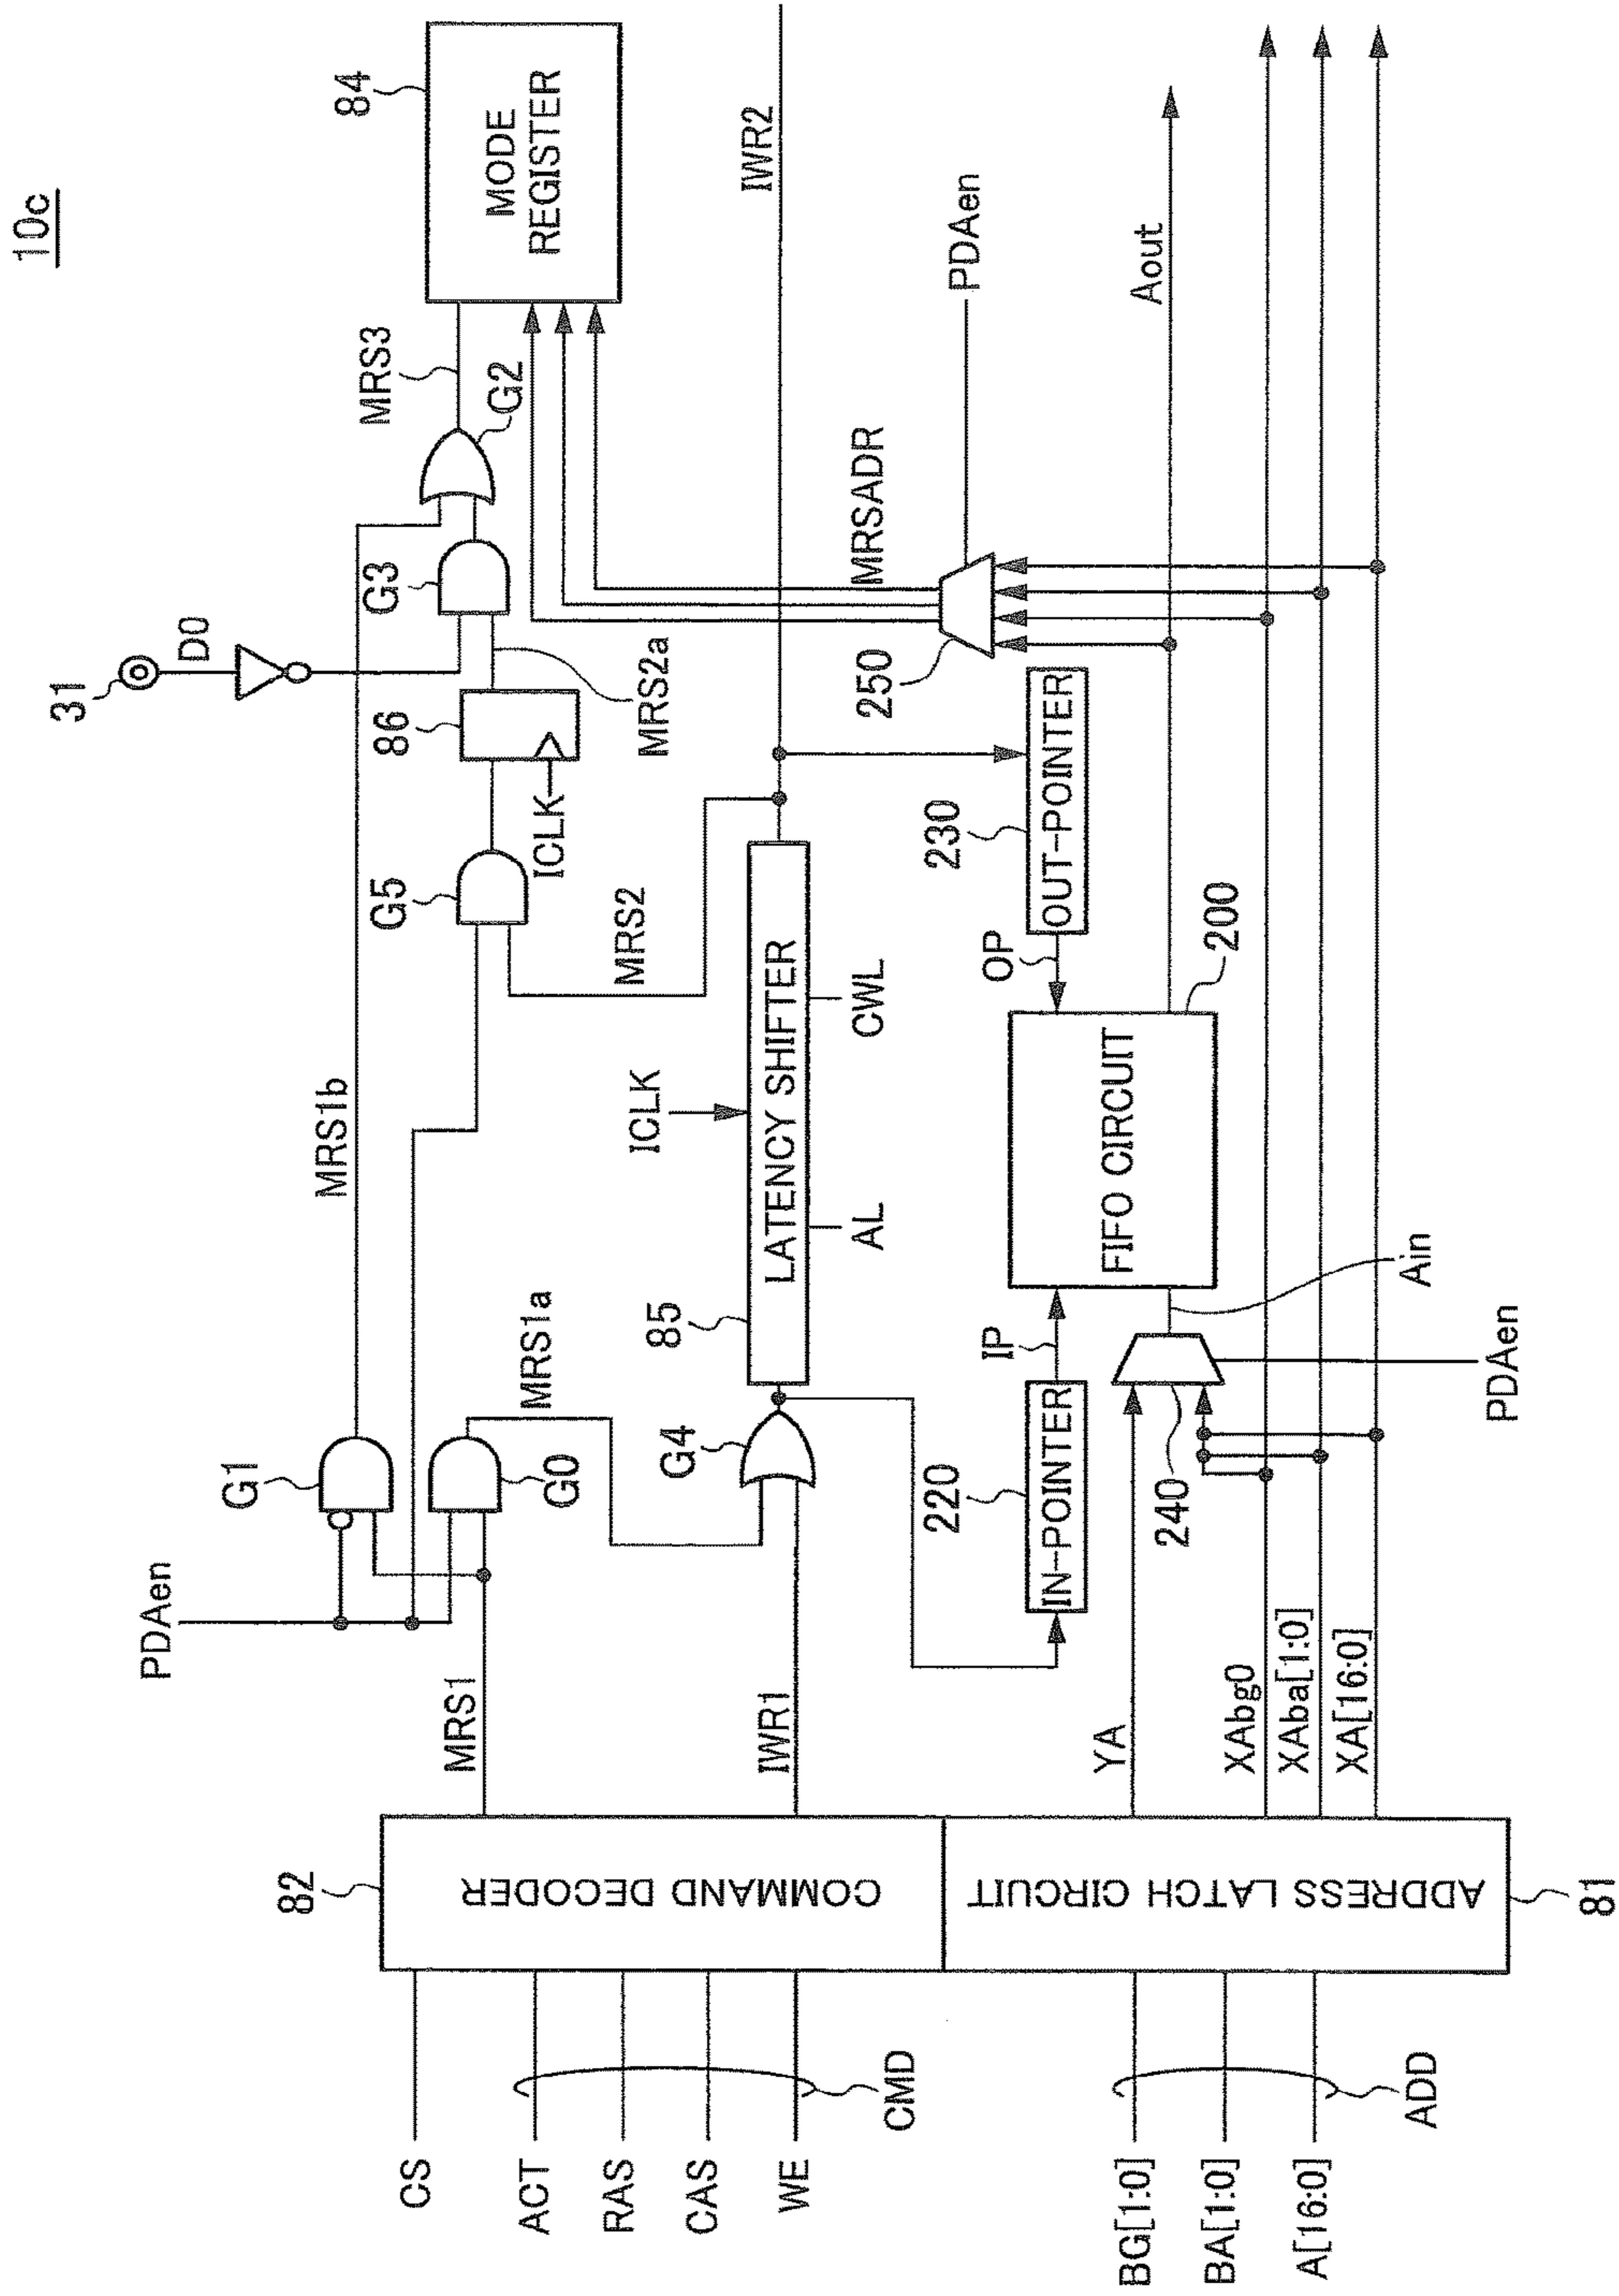 10c
CS
ACT
RAS
CAS
WE
CMD
BG[1:0]
BA[1:0]
A[16:0]
ADD
82
COMMAND DECODER
ADDRESS LATCH CIRCUIT
81
PDAen
MRS1
IWR1
YA
XAbg0
XAba[1:0]
XA[16:0]
G1
G0
MRS1a
MRS1b
G4
85
LATENCY SHIFTER
ICLK
AL
CWL
220
IN-POINTER
IP
240
PDAen
Ain
FIFO CIRCUIT
200
OP
230
OUT-POINTER
MRS2
G5
ICLK
86
MRS2a
31
D0
G3
G2
MRS3
84
MODE
REGISTER
IWR2
250
MRSADR
PDAen
Aout